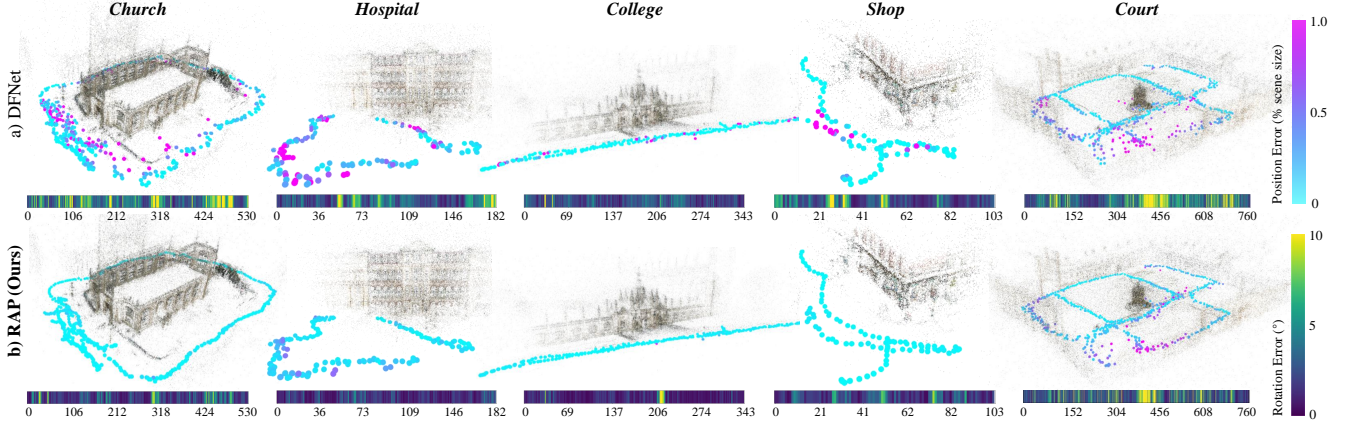 Church Hospital College Shop Court
a) DFNet
1.0
0.5
0
Position Error (% scene size)
0 106 212 318 424 530 0 36 73 109 146 182 0 69 137 206 274 343 0 21 41 62 82 103 0 152 304 456 608 760
b) RAP (Ours)
10
5
0
Rotation Error (°)
0 106 212 318 424 530 0 36 73 109 146 182 0 69 137 206 274 343 0 21 41 62 82 103 0 152 304 456 608 760